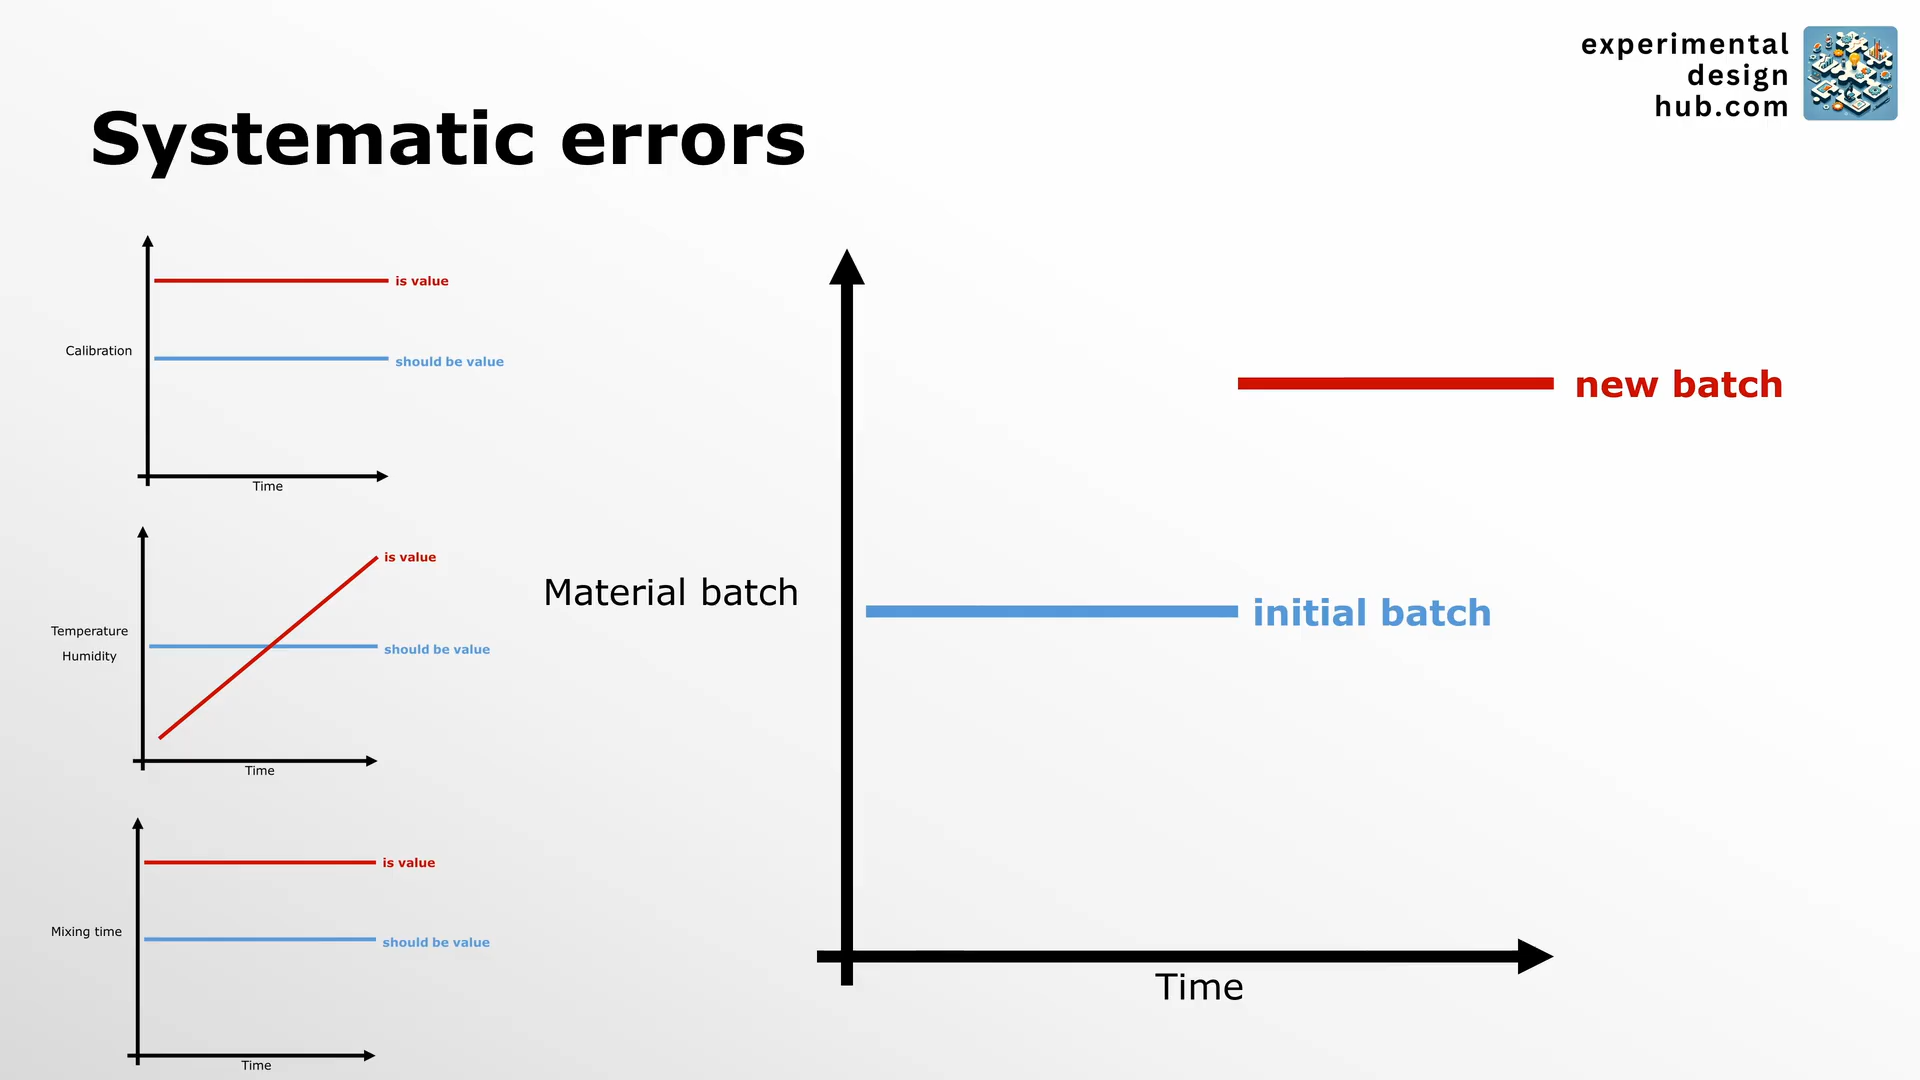 experimental
design
hub.com
Systematic errors
is value
Calibration
should be value
Time
is value
Temperature
Humidity
should be value
Time
is value
Mixing time
should be value
Time
new batch
Material batch
initial batch
Time